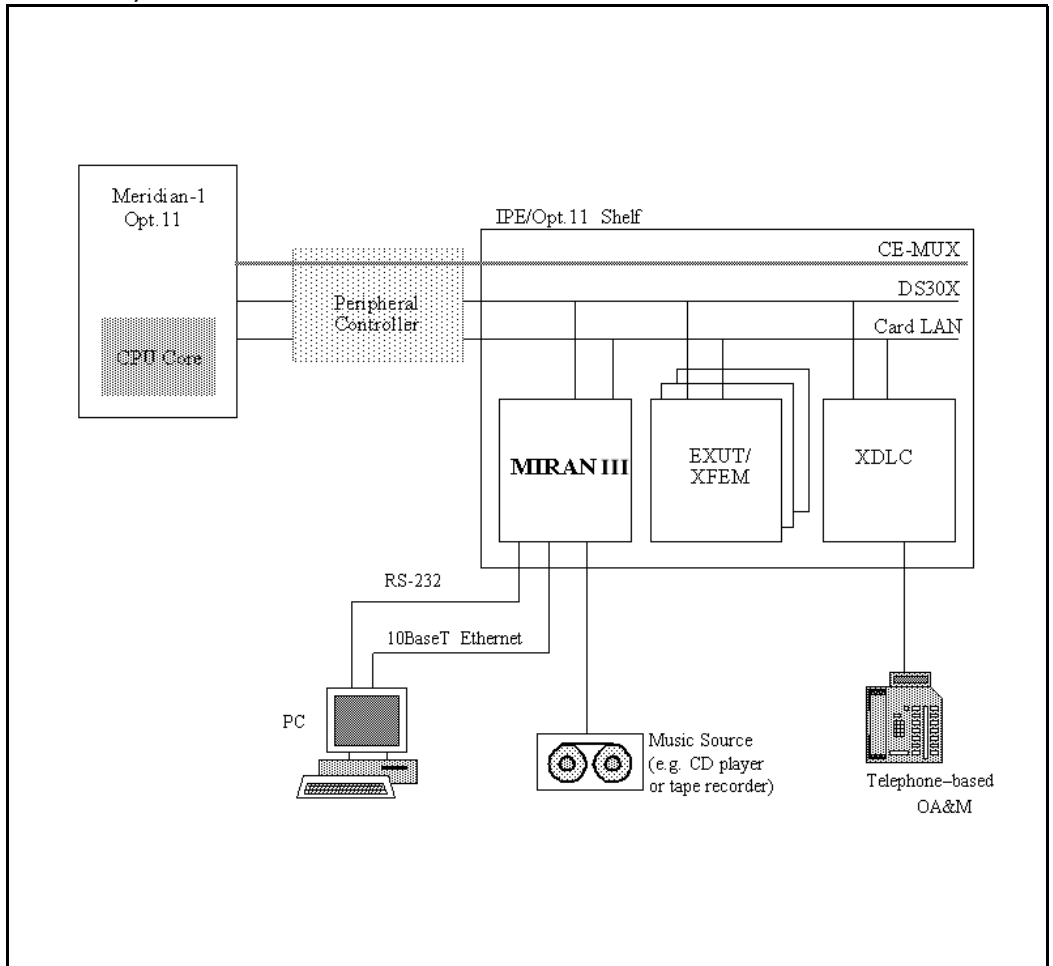 Meridian-1
Opt.11
CPU Core
Peripheral
Controller
IPE/Opt.11 Shelf
CE-MUX
DS30X
Card LAN
MIRAN III
EXUT/
XFEM
XDLC
RS-232
10BaseT Ethernet
PC
Music Source
(e.g. CD player
or tape recorder)
Telephone-based
OA&M